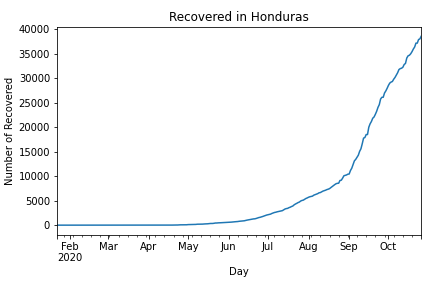 Recovered in Honduras
Number of Recovered
40000
35000
30000
25000
20000
15000
10000
5000
0
Feb Mar Apr May Jun Jul Aug Sep Oct
2020
Day